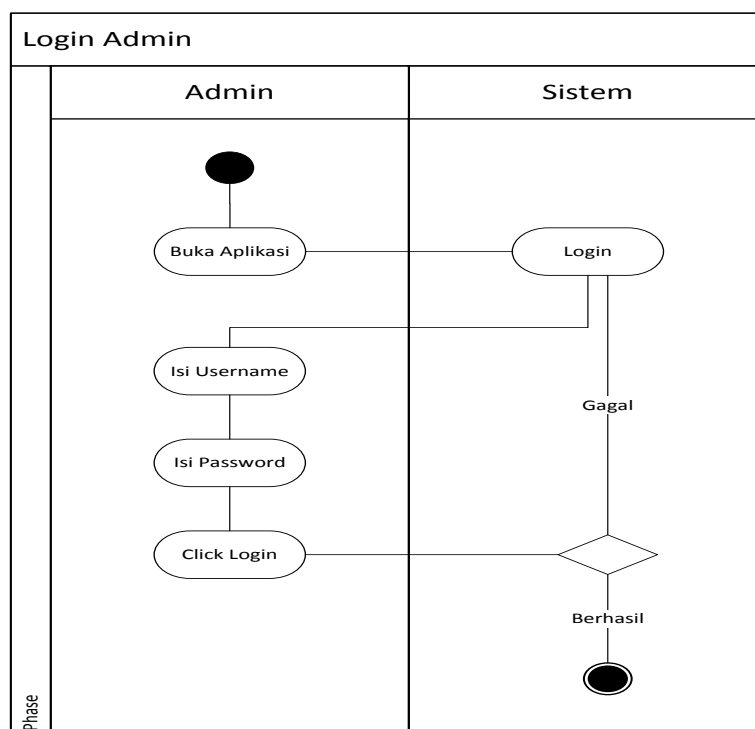 Login Admin
Admin
Sistem
Buka Aplikasi
Login
Isi Username
Gagal
Isi Password
Click Login
Berhasil
Phase